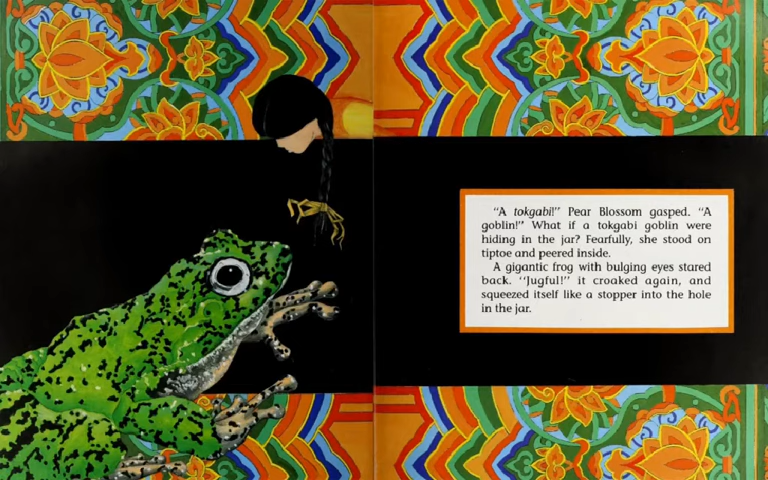 “A tokgabi!” Pear Blossom gasped. “A
goblin!” What if a tokgabi goblin were
hiding in the jar? Fearfully, she stood on
tiptoe and peered inside.
A gigantic frog with bulging eyes stared
back. “Jugful!” it croaked again, and
squeezed itself like a stopper into the hole
in the jar.